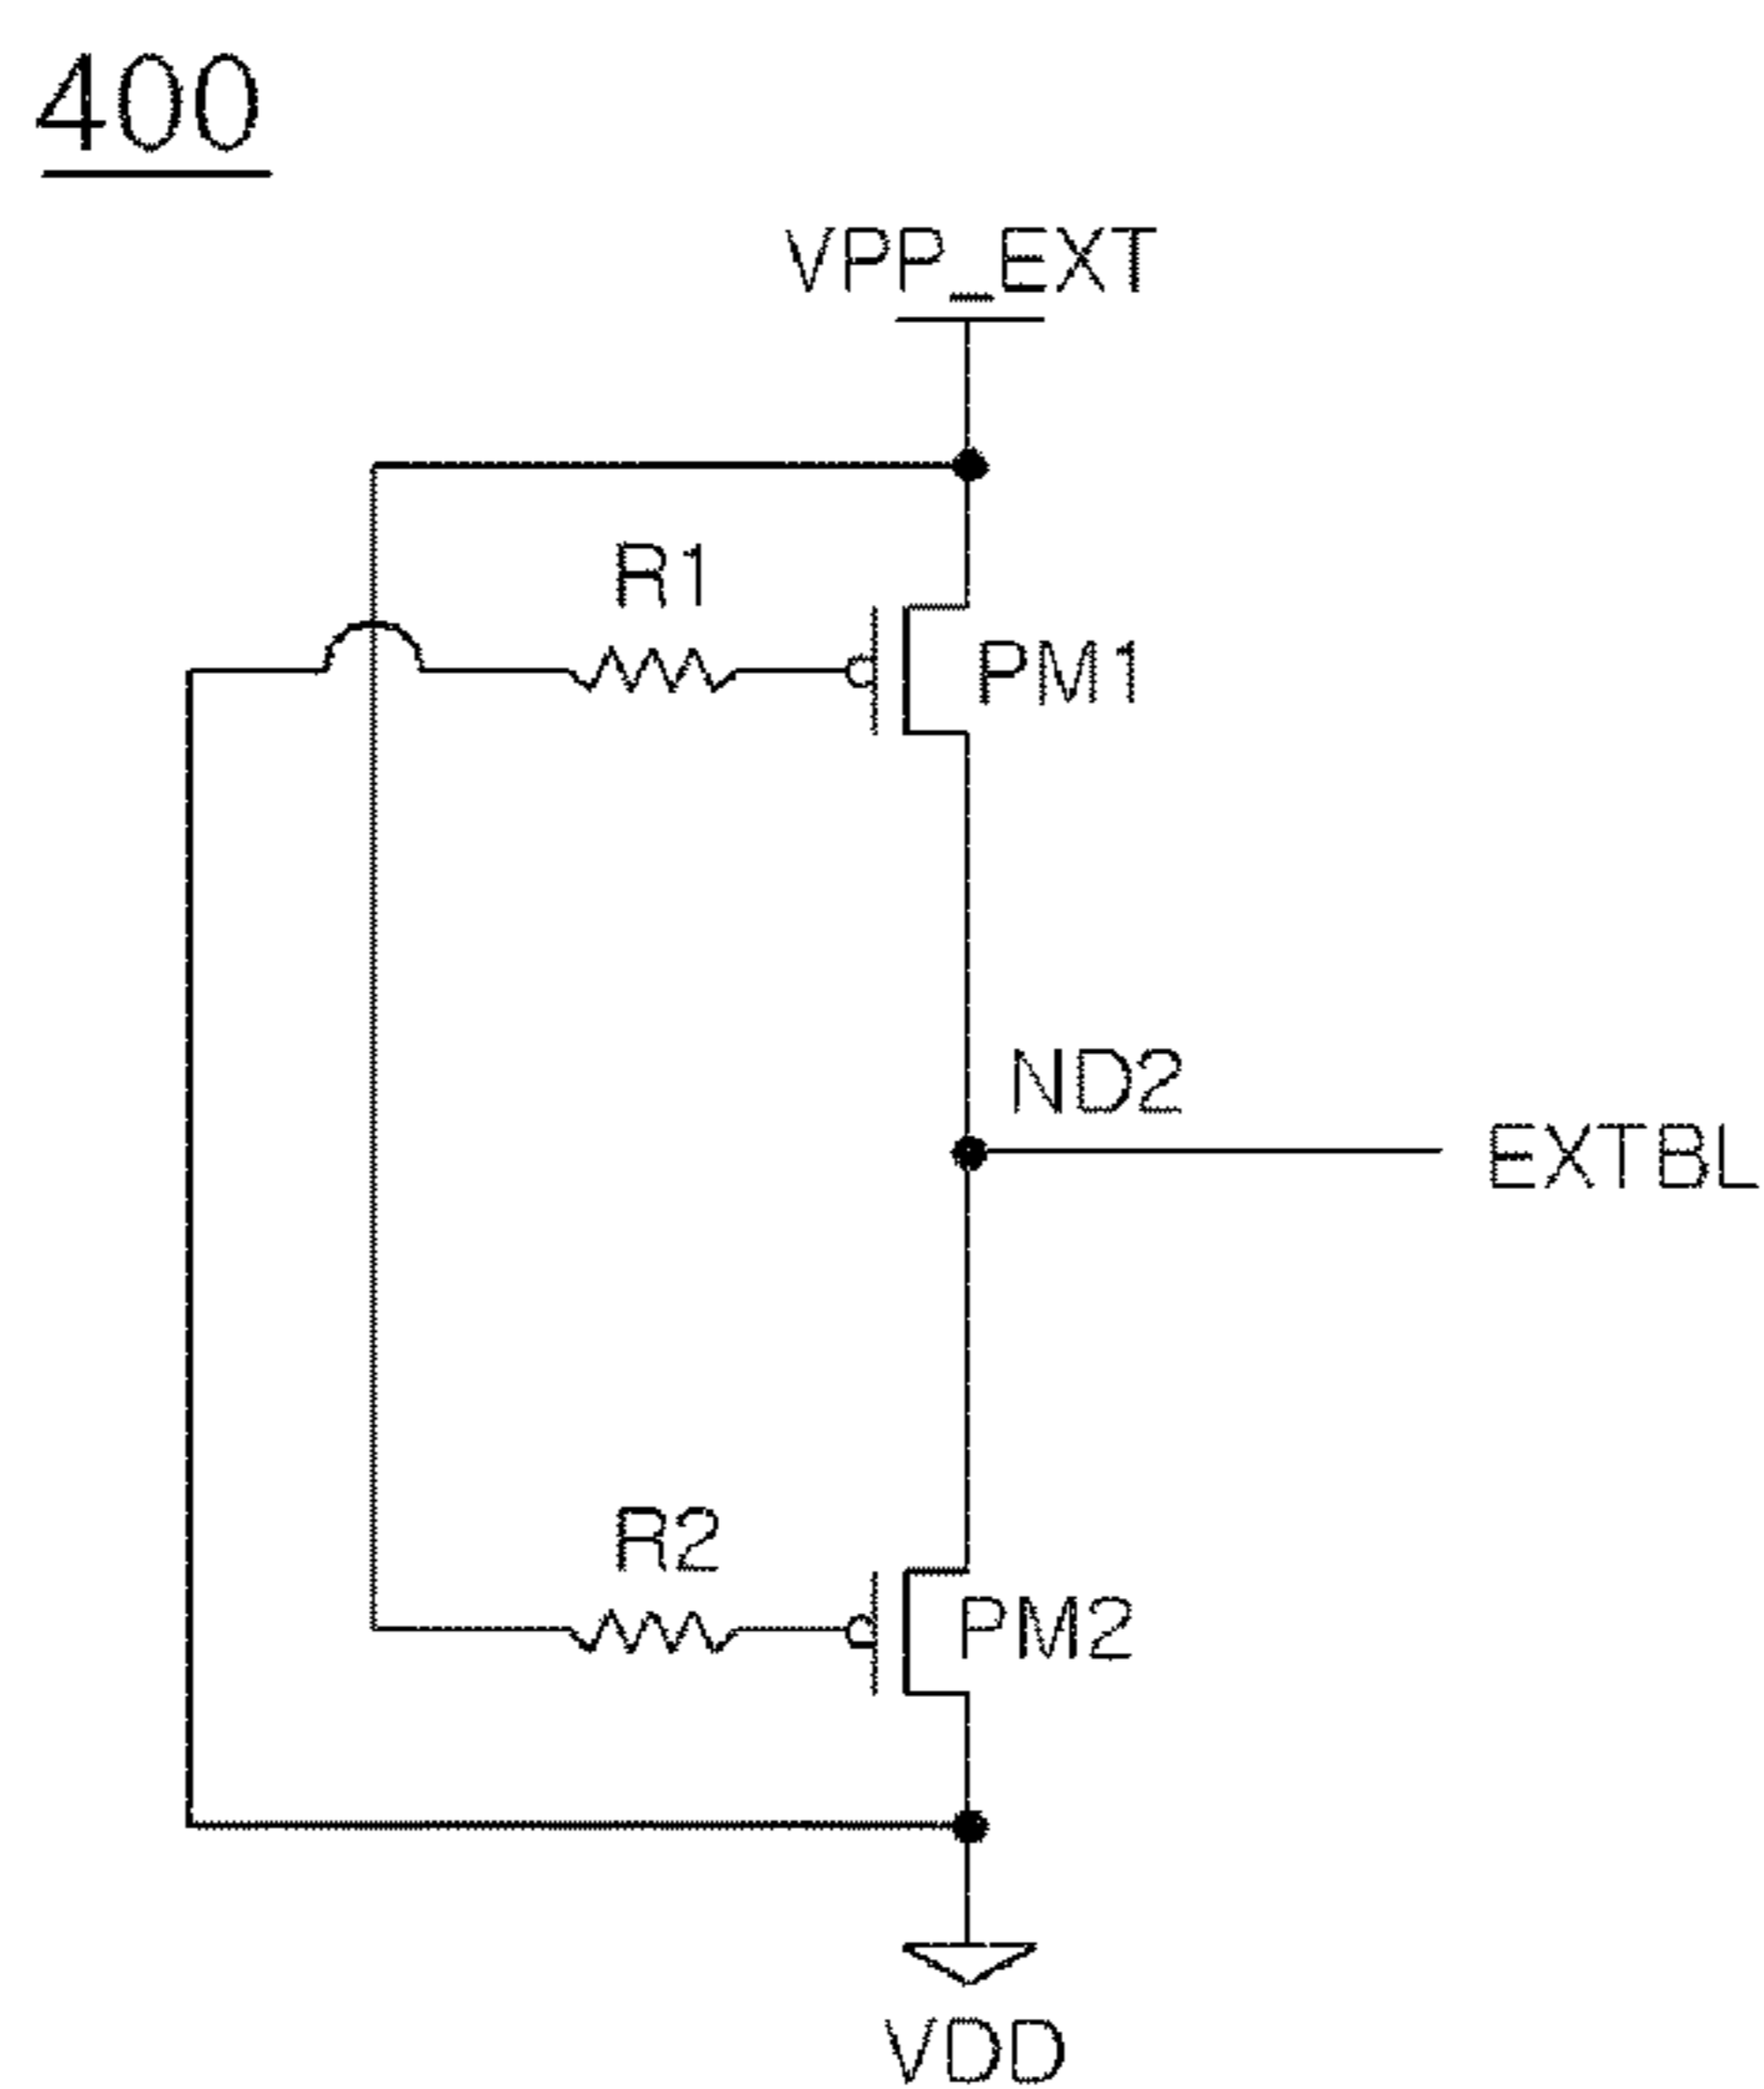 400
VPP_EXT
R1
PM1
ND2
EXTBL
R2
PM2
VDD